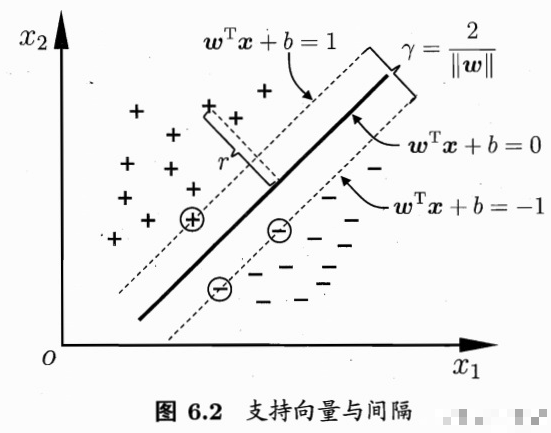 x₂
wᵀx + b = 1
γ = 2/‖w‖
r
wᵀx + b = 0
wᵀx + b = −1
O
x₁
图 6.2 支持向量与间隔